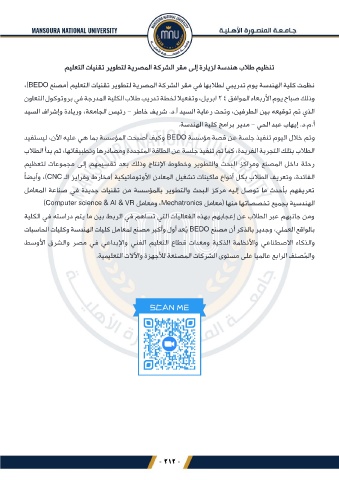 MANSOURA NATIONAL UNIVERSITY
جـامـعـة المنصـورة الأهـليـة
تنظيم طلاب هندسة لزيارة إلى مقر الشركة المصرية لتطوير تقنيات التعليم
نظمت كلية الهندسة يوم تدريبي لطلابها في مقر الشركة المصرية لتطوير تقنيات التعليم (مصنع BEDO)،
وذلك صباح يوم الأربعاء الموافق ٢٤ ابريل، وتفعيلا لخطة تدريب طلاب الكلية المدرجة في بروتوكول التعاون
الذي تم توقيعه بين الطرفين، وتحت رعاية السيد أ.د. شريف خاطر – رئيس الجامعة، وريادة وإشراف السيد
أ.م.د. إيهاب عبد الحي – مدير برامج كلية الهندسة.
وتم خلال اليوم تنفيذ جلسة عن قصة مؤسسة BEDO وكيف أصبحت المؤسسة بما هي عليه الآن، ليستفيد
الطلاب بتلك التجربة الفريدة، كما تم تنفيذ جلسة عن الطاقة المتجددة ومصادرها وتطبيقاتها، ثم بدأ الطلاب
رحلة داخل المصنع ومراكز البحث والتطوير وخطوط الإنتاج وذلك بعد تقسيمهم إلى مجموعات لتعظيم
الفائدة، وتعريف الطلاب بكل أنواع ماكينات تشغيل المعادن الأوتوماتيكية (مخارط وفرايز الـ CNC)، وأيضاً
تعريفهم بأحدث ما توصل إليه مركز البحث والتطوير بالمؤسسة من تقنيات جديدة في صناعة المعامل
الهندسية بجميع تخصصاتها منها (معامل Mechatronics، ومعامل Computer science & AI & VR)
ومن جانبهم عبر الطلاب عن إعجابهم بهذه الفعاليات التي تساهم في الربط بين ما يتم دراسته في الكلية
بالواقع العملي، وجدير بالذكر أن مصنع BEDO يُعد أول وأكبر مصنع لمعامل كليات الهندسة وكليات الحاسبات
والذكاء الاصطناعي والأنظمة الذكية ومعدات قطاع التعليم الفني والإبداعي في مصر والشرق الأوسط
والمُصنف الرابع عالميا على مستوى الشركات المصنعة للأجهزة والآلات التعليمية.
SCAN ME
- ٢١٢ -